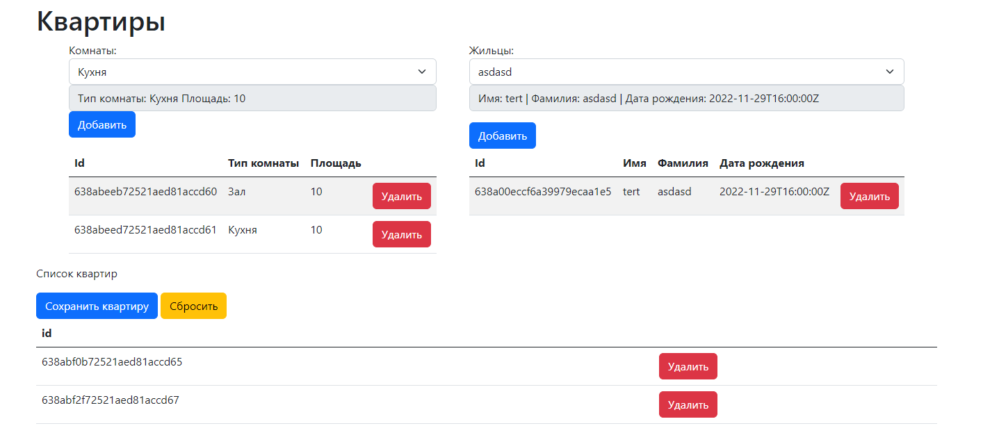 Квартиры
Комнаты:
Кухня
Тип комнаты: Кухня Площадь: 10
Добавить
Id Тип комнаты Площадь
638abeeb72521aed81accd60 Зал 10 Удалить
638abeed72521aed81accd61 Кухня 10 Удалить
Жильцы:
asdasd
Имя: tert | Фамилия: asdasd | Дата рождения: 2022-11-29T16:00:00Z
Добавить
Id Имя Фамилия Дата рождения
638a00eccf6a39979ecaa1e5 tert asdasd 2022-11-29T16:00:00Z Удалить
Список квартир
Сохранить квартиру Сбросить
id
638abf0b72521aed81accd65 Удалить
638abf2f72521aed81accd67 Удалить